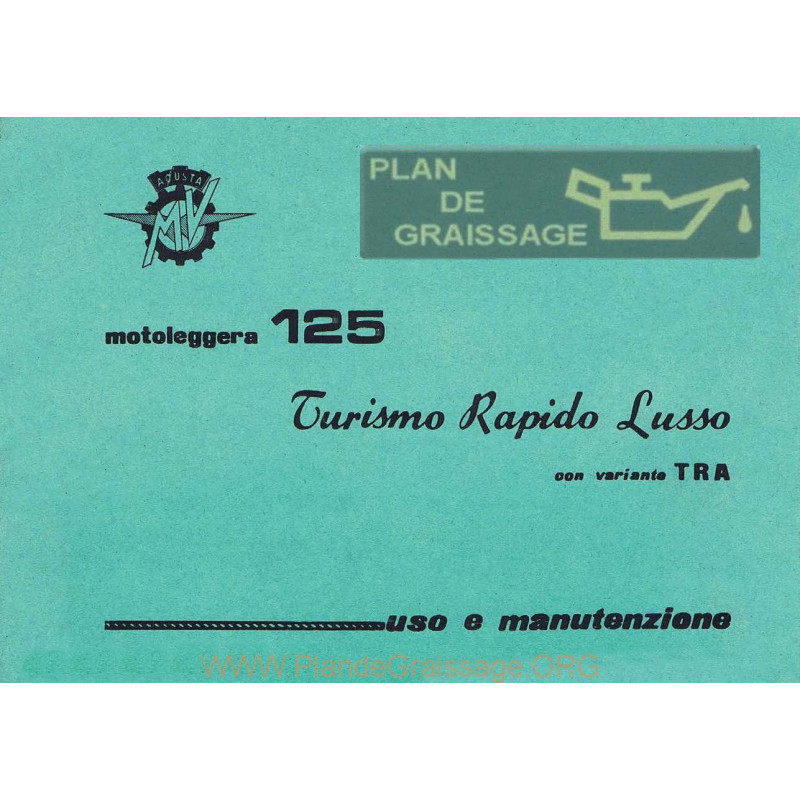 AGUSTA
MV
PLAN
DE
GRAISSAGE
motoleggera 125
Turismo Rapido Lusso
con variante TRA
uso e manutenzione
WWW.PlandeGraissage.ORG